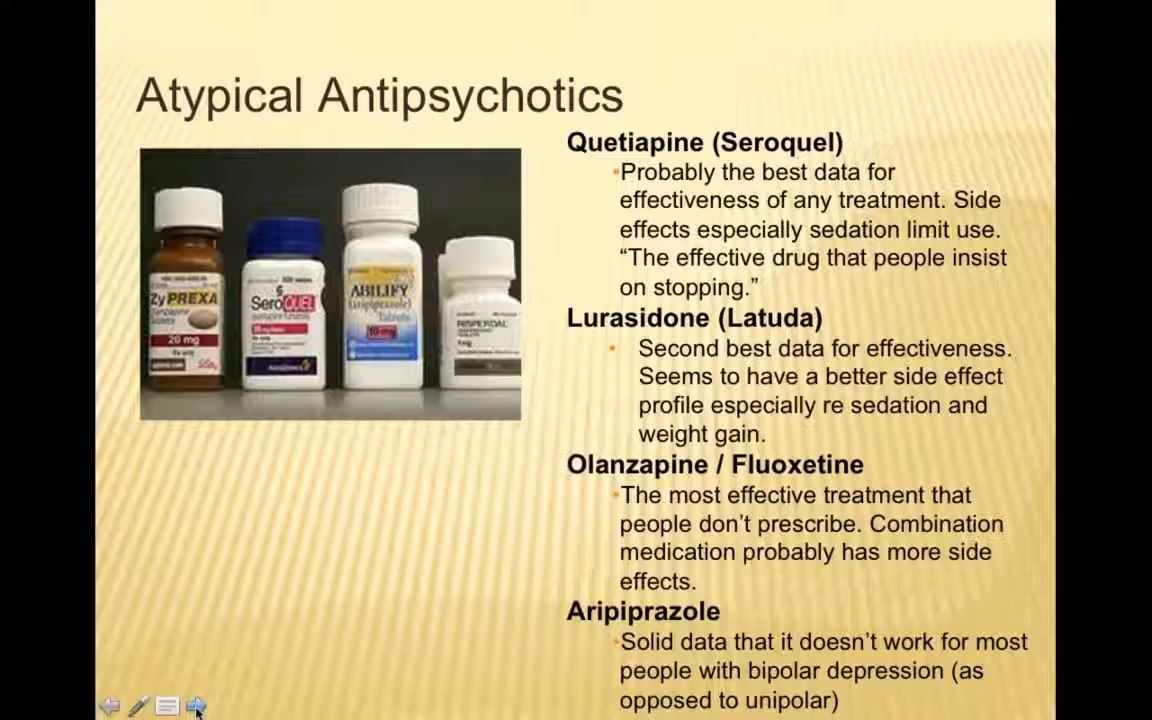 Atypical Antipsychotics
Quetiapine (Seroquel)
•Probably the best data for
effectiveness of any treatment. Side
effects especially sedation limit use.
“The effective drug that people insist
on stopping.”
Lurasidone (Latuda)
• Second best data for effectiveness.
Seems to have a better side effect
profile especially re sedation and
weight gain.
Olanzapine / Fluoxetine
•The most effective treatment that
people don’t prescribe. Combination
medication probably has more side
effects.
Aripiprazole
•Solid data that it doesn’t work for most
people with bipolar depression (as
opposed to unipolar)
ZyPREXA
20 mg
SeroQUEL
ABILIFY
(aripiprazole)
Tablets
10 mg
RISPERDAL